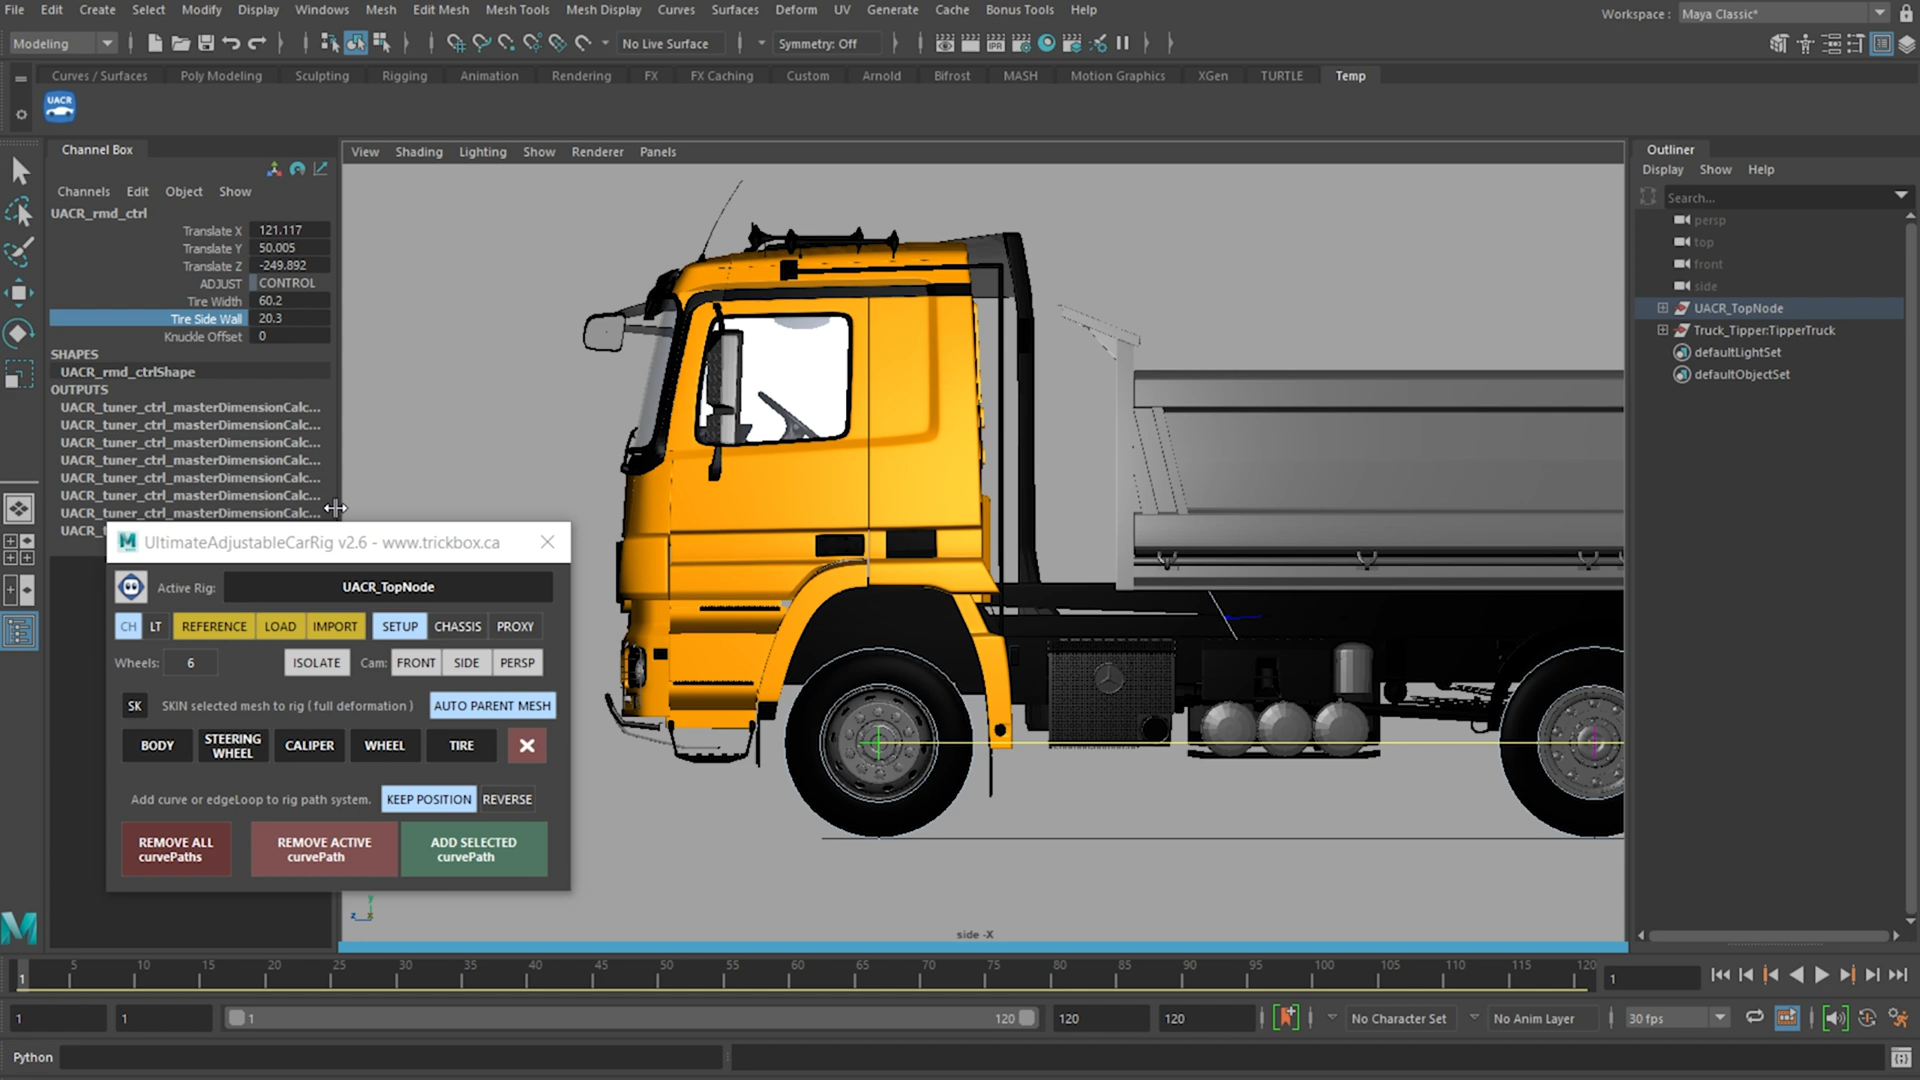 File Edit Create Select Modify Display Windows Mesh Edit Mesh Mesh Tools Mesh Display Curves Surfaces Deform UV Generate Cache Bonus Tools Help
Workspace : Maya Classic*
Modeling No Live Surface Symmetry: Off IPR
Curves / Surfaces Poly Modeling Sculpting Rigging Animation Rendering FX FX Caching Custom Arnold Bifrost MASH Motion Graphics XGen TURTLE Temp
UACR
Channel Box
Channels Edit Object Show
UACR_rmd_ctrl
Translate X 121.117
Translate Y 50.005
Translate Z -249.892
ADJUST CONTROL
Tire Width 60.2
Tire Side Wall 20.3
Knuckle Offset 0
SHAPES
UACR_rmd_ctrlShape
OUTPUTS
UACR_tuner_ctrl_masterDimensionCalc...
UACR_tuner_ctrl_masterDimensionCalc...
UACR_tuner_ctrl_masterDimensionCalc...
UACR_tuner_ctrl_masterDimensionCalc...
UACR_tuner_ctrl_masterDimensionCalc...
UACR_tuner_ctrl_masterDimensionCalc...
UACR_tuner_ctrl_masterDimensionCalc...
UACR_t
View Shading Lighting Show Renderer Panels
side -X
y
z x
Outliner
Display Show Help
Search...
persp
top
front
side
UACR_TopNode
Truck_Tipper:TipperTruck
defaultLightSet
defaultObjectSet
M UltimateAdjustableCarRig v2.6 - www.trickbox.ca
Active Rig: UACR_TopNode
CH LT REFERENCE LOAD IMPORT SETUP CHASSIS PROXY
Wheels: 6 ISOLATE Cam: FRONT SIDE PERSP
SK SKIN selected mesh to rig ( full deformation ) AUTO PARENT MESH
BODY STEERING WHEEL CALIPER WHEEL TIRE
Add curve or edgeLoop to rig path system. KEEP POSITION REVERSE
REMOVE ALL curvePaths REMOVE ACTIVE curvePath ADD SELECTED curvePath
M
1 5 10 15 20 25 30 35 40 45 50 55 60 65 70 75 80 85 90 95 100 105 110 115 120 1
1 1 1 120 120 120 No Character Set No Anim Layer 30 fps
Python